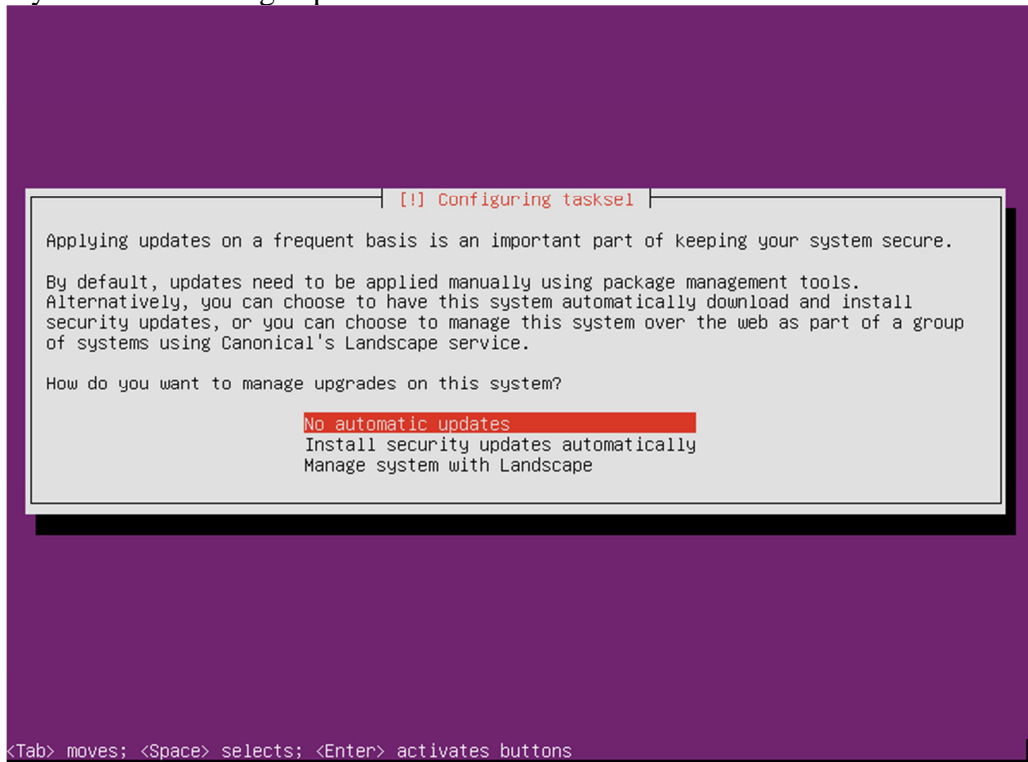 [!] Configuring tasksel
Applying updates on a frequent basis is an important part of keeping your system secure.
By default, updates need to be applied manually using package management tools.
Alternatively, you can choose to have this system automatically download and install
security updates, or you can choose to manage this system over the web as part of a group
of systems using Canonical's Landscape service.
How do you want to manage upgrades on this system?
No automatic updates
Install security updates automatically
Manage system with Landscape
<Tab> moves; <Space> selects; <Enter> activates buttons